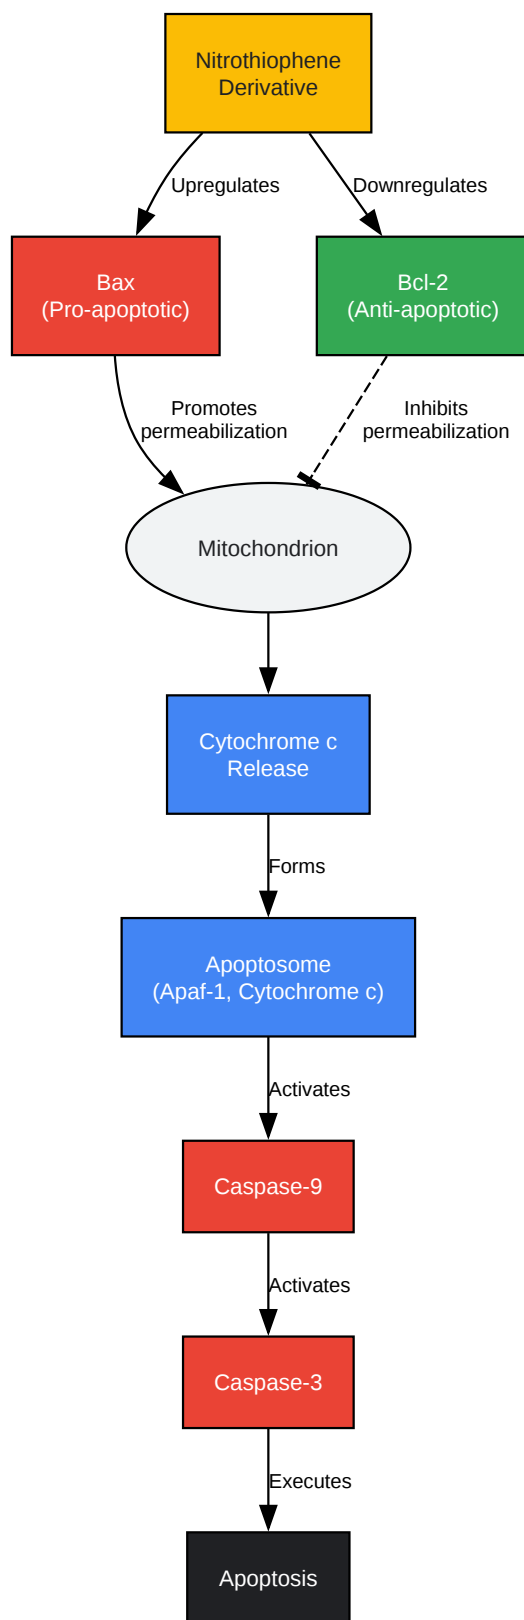 Nitrothiophene
Derivative
Upregulates
Downregulates
Bax
(Pro-apoptotic)
Bcl-2
(Anti-apoptotic)
Promotes
permeabilization
Inhibits
permeabilization
Mitochondrion
Cytochrome c
Release
Forms
Apoptosome
(Apaf-1, Cytochrome c)
Activates
Caspase-9
Activates
Caspase-3
Executes
Apoptosis